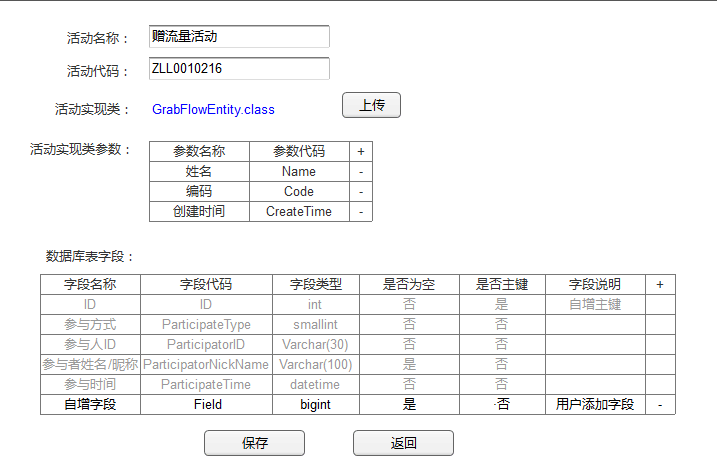 活动名称： 赠流量活动
活动代码： ZLL0010216
活动实现类： GrabFlowEntity.class 上传
活动实现类参数：
参数名称 参数代码 +
姓名 Name -
编码 Code -
创建时间 CreateTime -
数据库表字段：
字段名称 字段代码 字段类型 是否为空 是否主键 字段说明 +
ID ID int 否 是 自增主键
参与方式 ParticipateType smallint 否 否
参与人ID ParticipatorID Varchar(30) 否 否
参与者姓名/昵称 ParticipatorNickName Varchar(100) 是 否
参与时间 ParticipateTime datetime 否 否
自增字段 Field bigint 是 ·否 用户添加字段 -
保存 返回